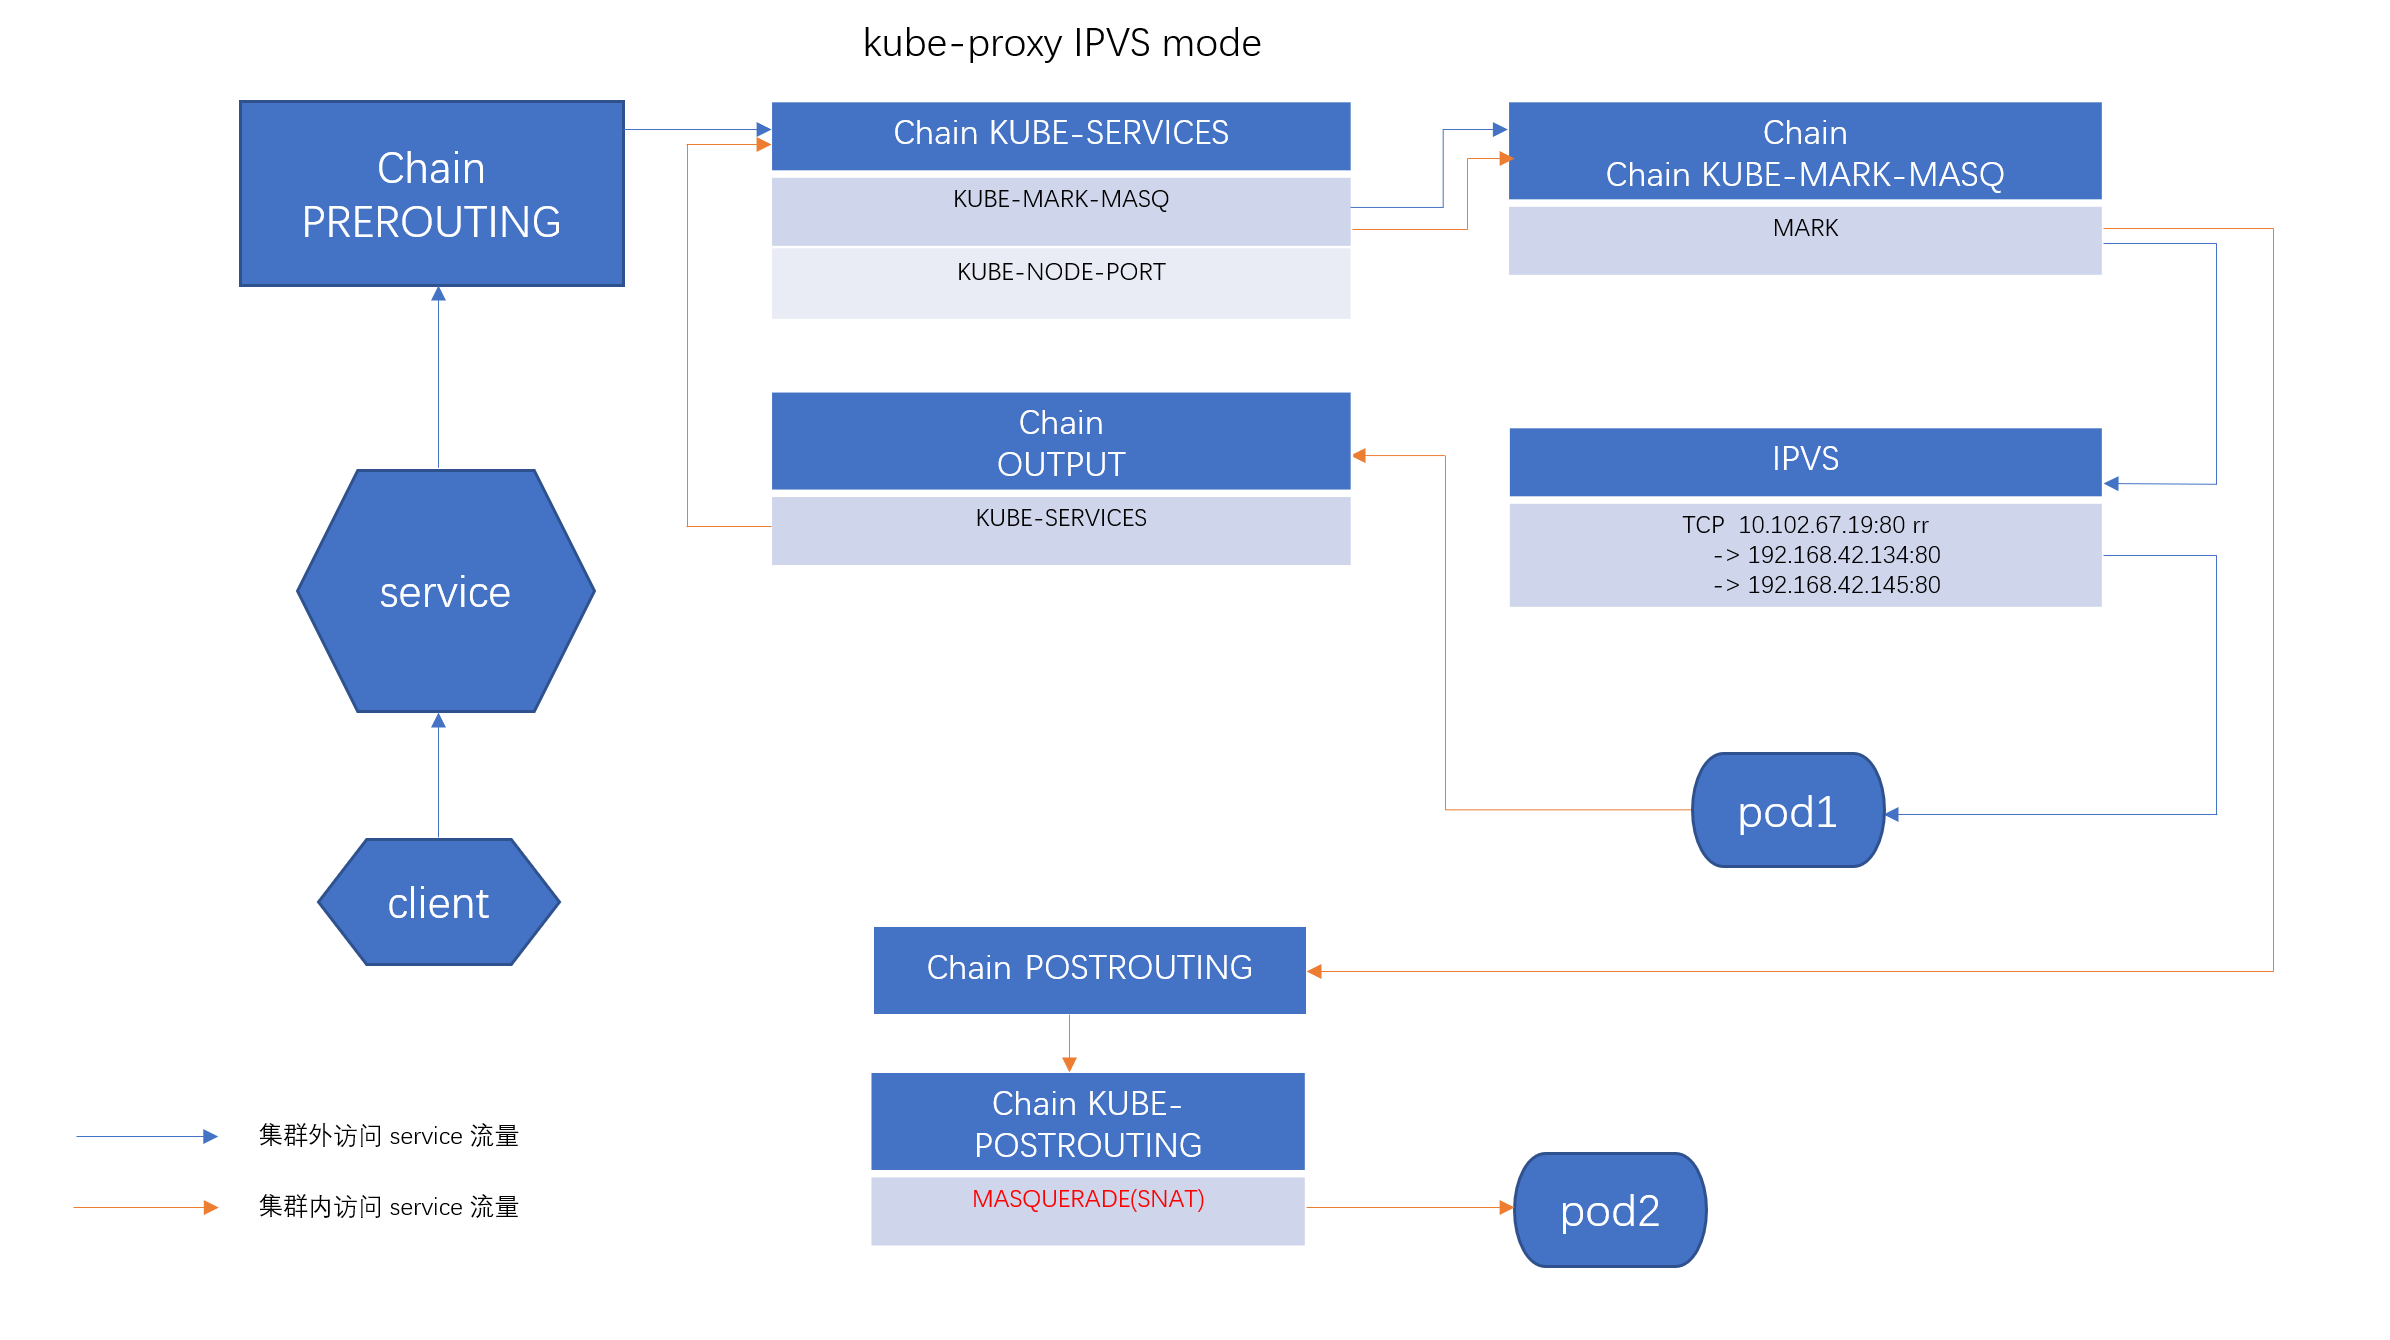 kube-proxy IPVS mode
Chain
PREROUTING
Chain KUBE-SERVICES
KUBE-MARK-MASQ
KUBE-NODE-PORT
Chain
Chain KUBE-MARK-MASQ
MARK
Chain
OUTPUT
KUBE-SERVICES
IPVS
TCP 10.102.67.19:80 rr
-> 192.168.42.134:80
-> 192.168.42.145:80
service
client
pod1
Chain POSTROUTING
Chain KUBE-
POSTROUTING
MASQUERADE(SNAT)
pod2
集群外访问 service 流量
集群内访问 service 流量